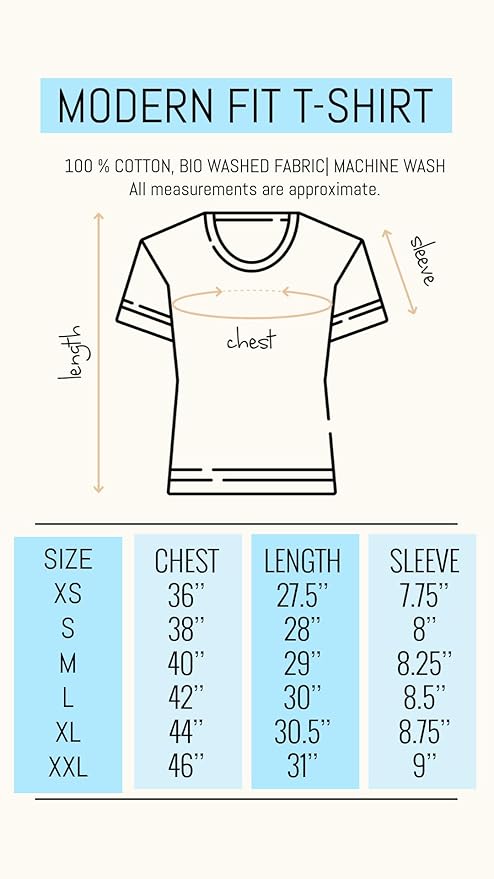 MODERN FIT T-SHIRT
100 % COTTON, BIO WASHED FABRIC| MACHINE WASH
All measurements are approximate.
sleeve
length
chest
SIZE CHEST LENGTH SLEEVE
XS 36’’ 27.5’’ 7.75’’
S 38’’ 28’’ 8’’
M 40’’ 29’’ 8.25’’
L 42’’ 30’’ 8.5’’
XL 44’’ 30.5’’ 8.75’’
XXL 46’’ 31’’ 9’’